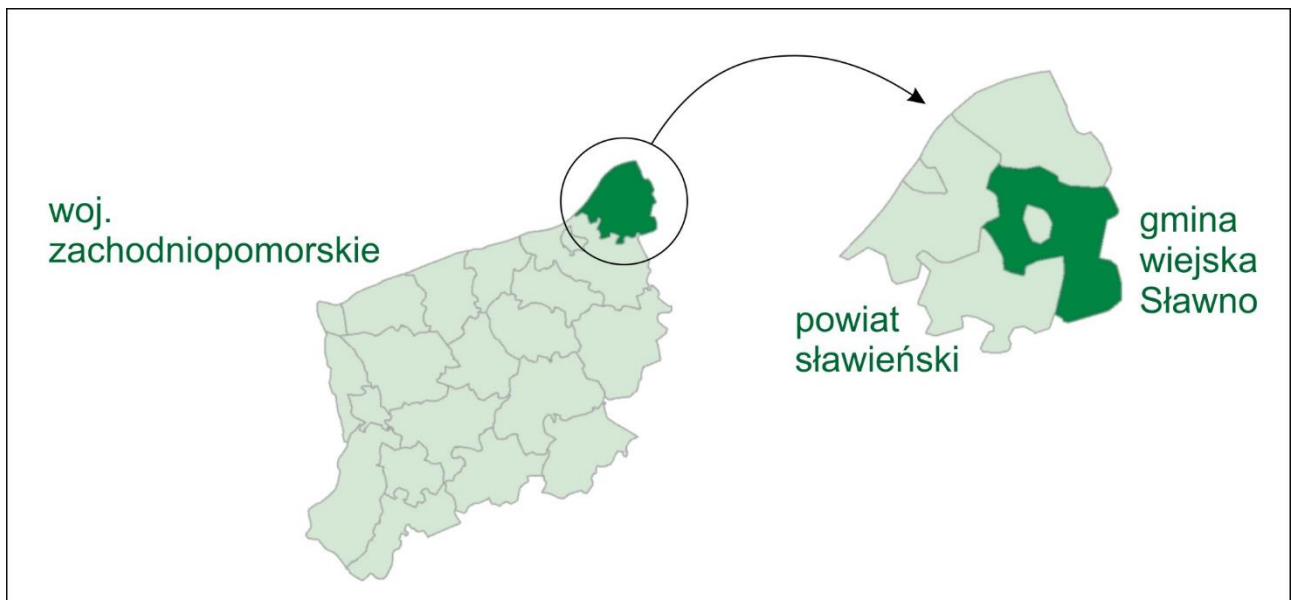 woj.
zachodniopomorskie
powiat
sławieński
gmina
wiejska
Sławno